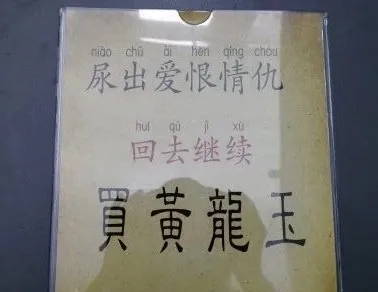 niào chū ài hèn qíng chóu
尿出爱恨情仇
huí qù jì xù
回去继续
買黃龍玉